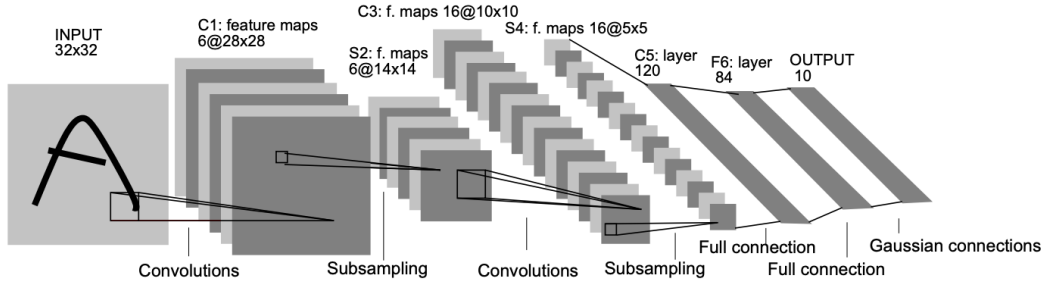 INPUT
32x32
C1: feature maps
6@28x28
S2: f. maps
6@14x14
C3: f. maps 16@10x10
S4: f. maps 16@5x5
C5: layer
120
F6: layer
84
OUTPUT
10
Convolutions
Subsampling
Convolutions
Subsampling
Full connection
Full connection
Gaussian connections